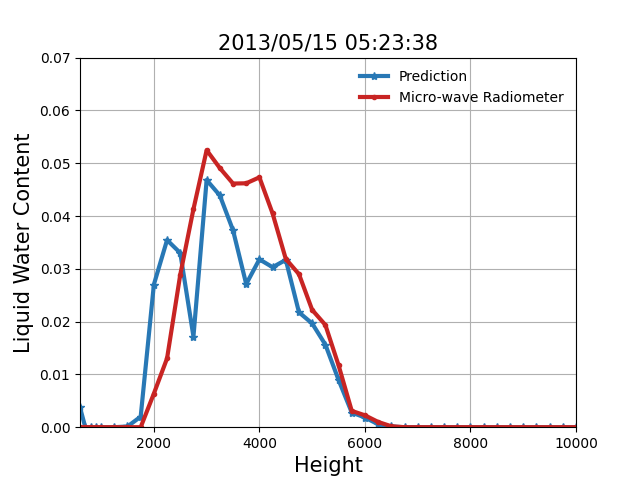 2013/05/15 05:23:38
0.07
0.06
0.05
0.04
0.03
0.02
0.01
0.00
Liquid Water Content
Prediction
Micro-wave Radiometer
2000 4000 6000 8000 10000
Height